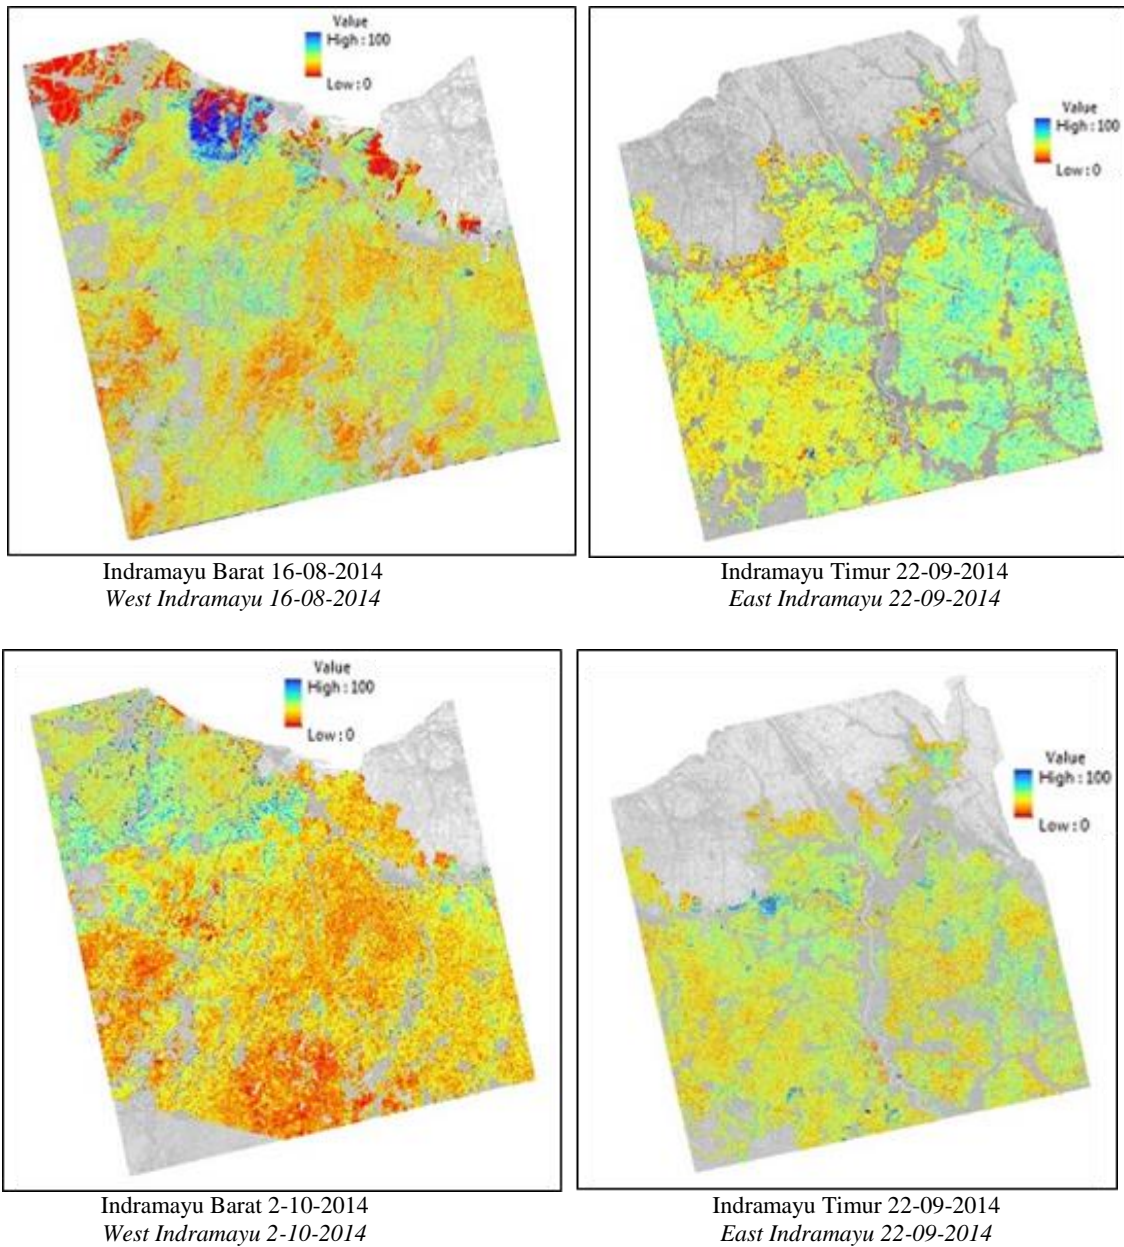 Value
High : 100
Low : 0
Value
High : 100
Low : 0
Indramayu Barat 16-08-2014
West Indramayu 16-08-2014
Indramayu Timur 22-09-2014
East Indramayu 22-09-2014
Value
High : 100
Low : 0
Value
High : 100
Low : 0
Indramayu Barat 2-10-2014
West Indramayu 2-10-2014
Indramayu Timur 22-09-2014
East Indramayu 22-09-2014